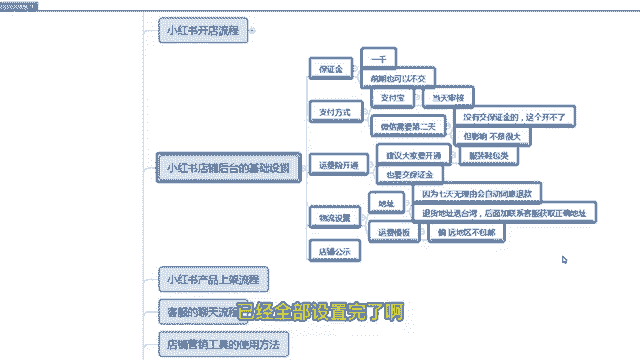 小红书开店流程
小红书店铺后台的基础设置
保证金
一千
前期也可以不交
支付方式
支付宝
当天审核
微信需要第二天
没有交保证金的，这个开不了
但影响 不是很大
运费险开通
建议大家要开通
服装鞋包类
也要交保证金
物流设置
地址
因为七天无理由会自动同意退款
退货地址选台湾，后面加联系客服获取正确地址
运费模板
偏远地区不包邮
店铺公示
小红书产品上架流程
客服的聊天流程
店铺营销工具的使用方法
已经全部设置完了啊